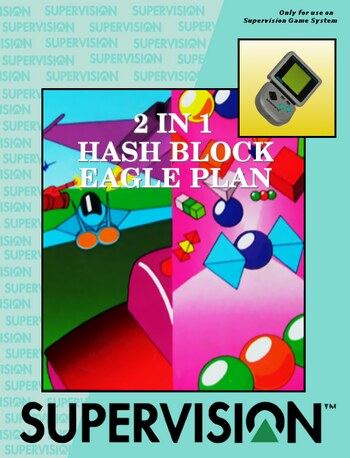 Only for use on
Supervision Game System
2 IN 1
HASH BLOCK
EAGLE PLAN
SUPERVISION™